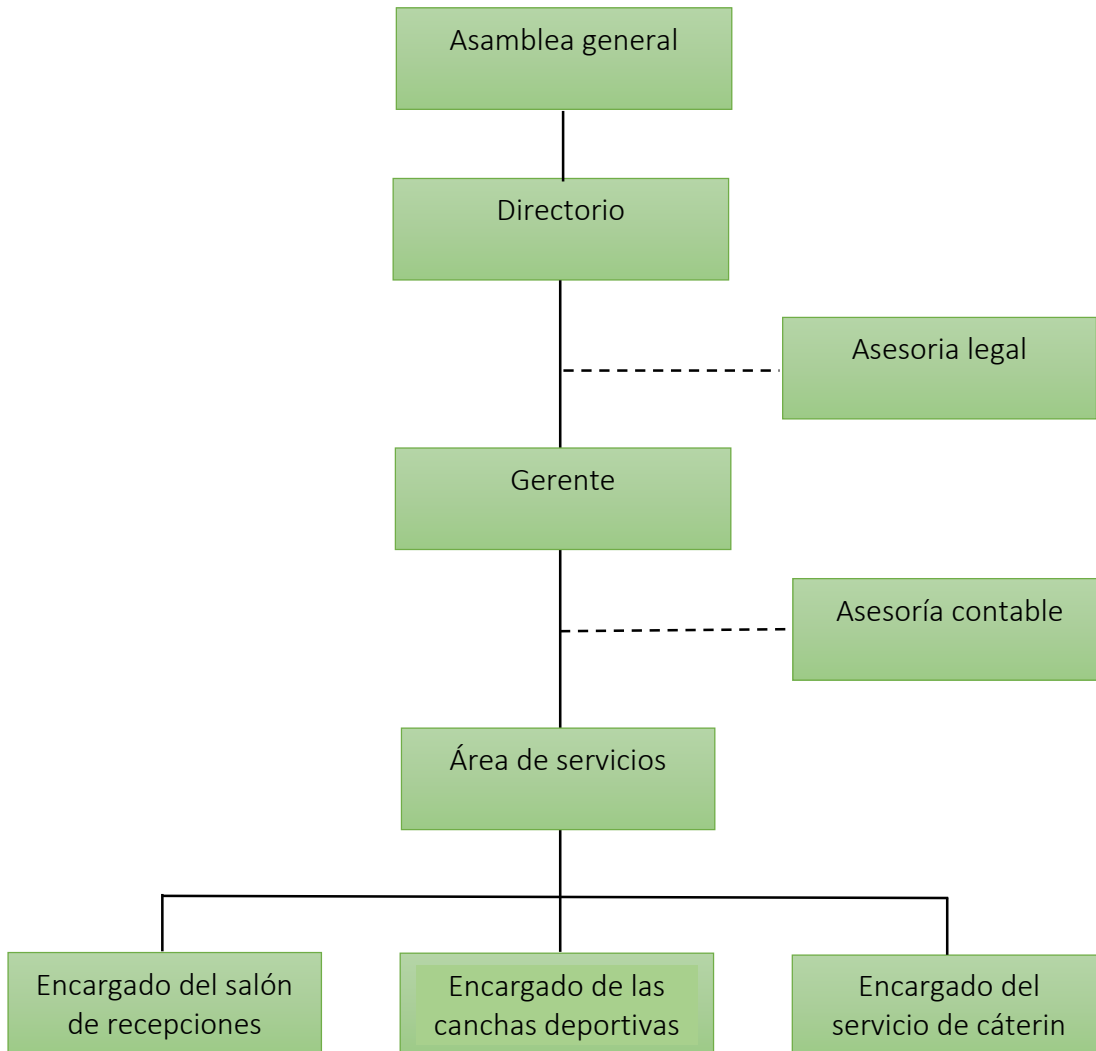 Asamblea general
Directorio
Asesoria legal
Gerente
Asesoría contable
Área de servicios
Encargado del salón
de recepciones
Encargado de las
canchas deportivas
Encargado del
servicio de cáterin